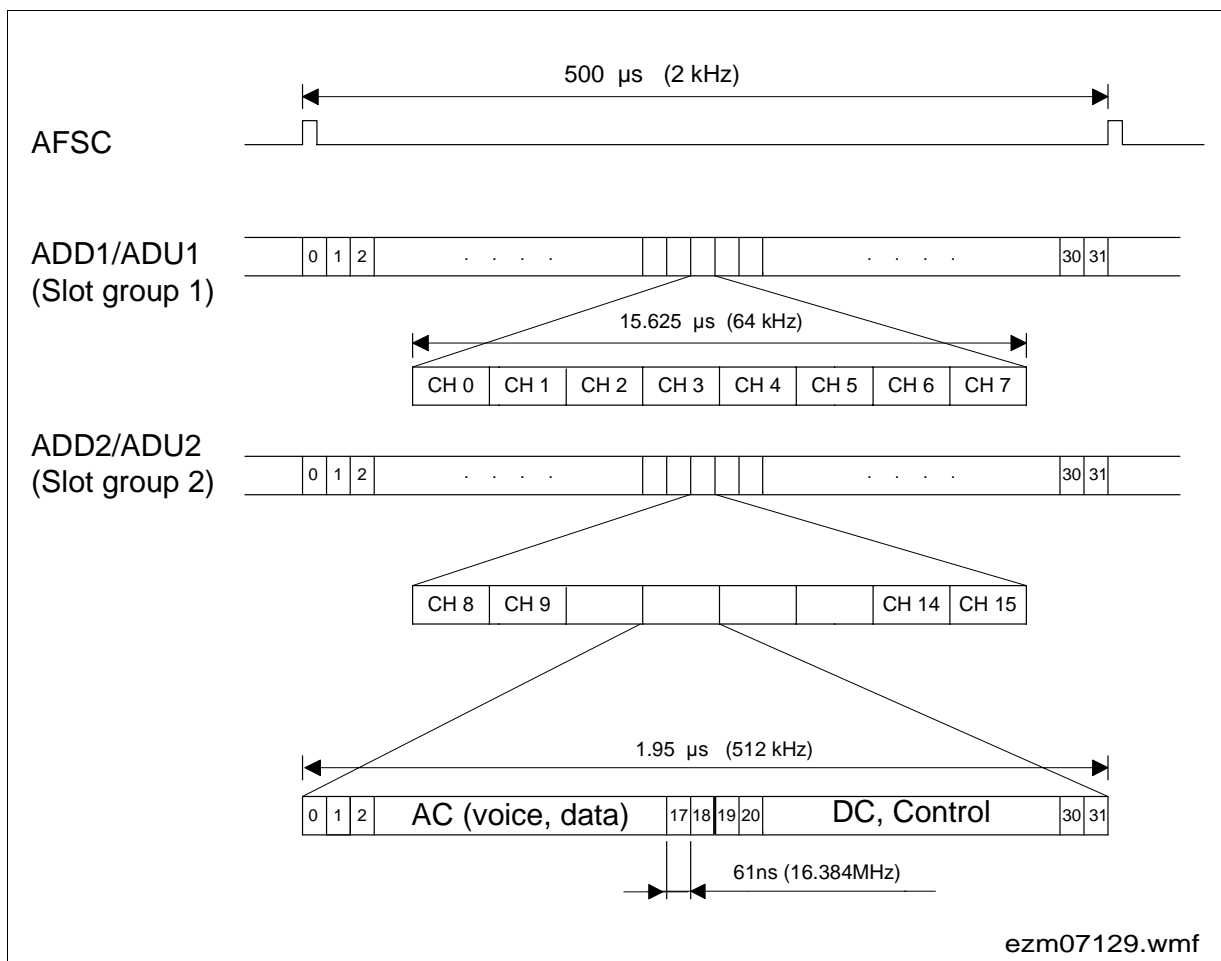 500 µs (2 kHz)
AFSC
ADD1/ADU1
(Slot group 1)
0 1 2 . . . . . . . . 30 31
15.625 µs (64 kHz)
CH 0 CH 1 CH 2 CH 3 CH 4 CH 5 CH 6 CH 7
ADD2/ADU2
(Slot group 2)
0 1 2 . . . . . . . . 30 31
CH 8 CH 9 CH 14 CH 15
1.95 µs (512 kHz)
0 1 2 AC (voice, data) 17 18 19 20 DC, Control 30 31
61ns (16.384MHz)
ezm07129.wmf